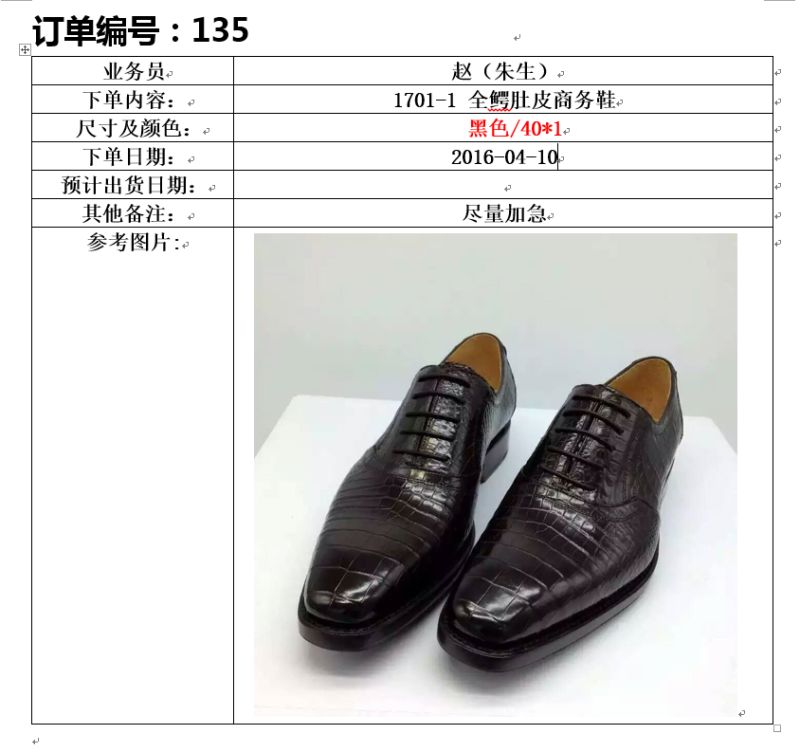 订单编号：135
业务员 赵（朱生）
下单内容： 1701-1 全鳄肚皮商务鞋
尺寸及颜色： 黑色/40*1
下单日期： 2016-04-10
预计出货日期：
其他备注： 尽量加急
参考图片: